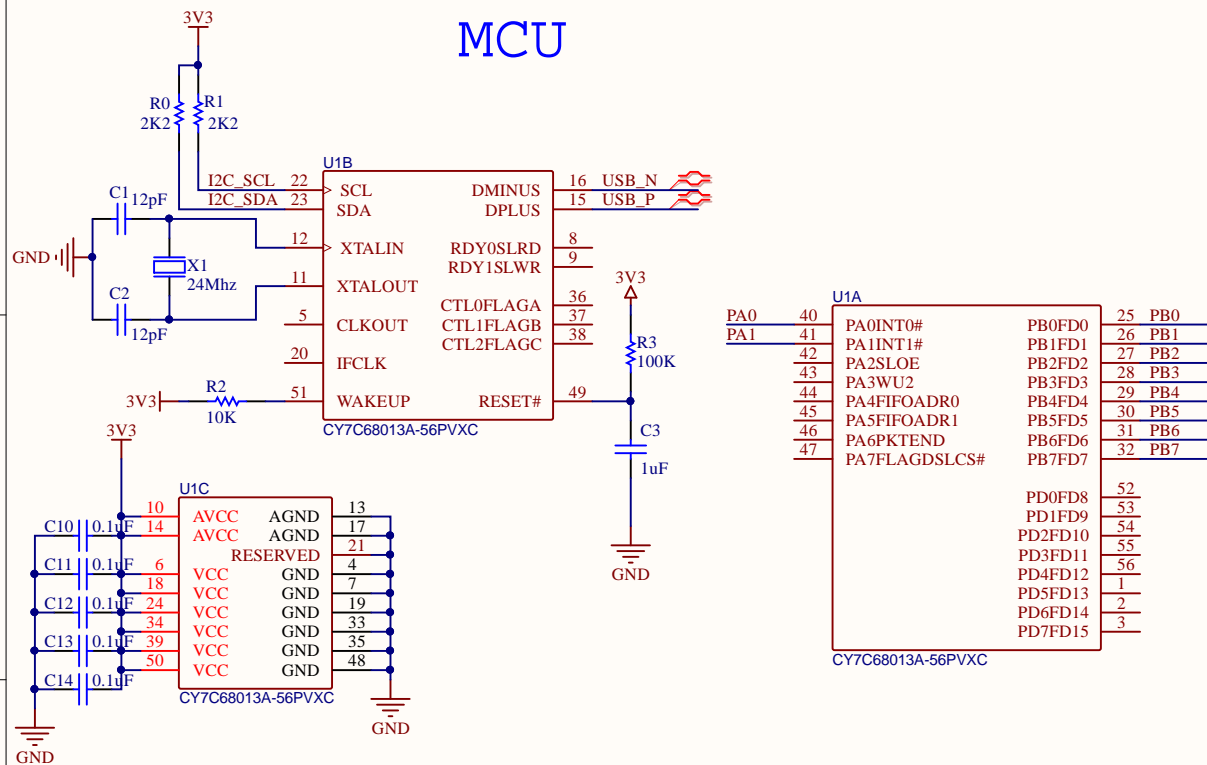 MCU
3V3
R0
2K2
R1
2K2
U1B
I2C_SCL 22 SCL
I2C_SDA 23 SDA
12 XTALIN
11 XTALOUT
5 CLKOUT
20 IFCLK
51 WAKEUP
DMINUS 16 USB_N
DPLUS 15 USB_P
RDY0SLRD 8
RDY1SLWR 9
CTL0FLAGA 36
CTL1FLAGB 37
CTL2FLAGC 38
RESET# 49
CY7C68013A-56PVXC
C1 12pF
GND
X1
24Mhz
C2
12pF
3V3
R2
10K
3V3
R3
100K
C3
1uF
GND
3V3
U1C
10 AVCC AGND 13
C10 0.1uF 14 AVCC AGND 17
RESERVED 21
C11 0.1uF 6 VCC GND 4
18 VCC GND 7
C12 0.1uF 24 VCC GND 19
34 VCC GND 33
C13 0.1uF 39 VCC GND 35
50 VCC GND 48
C14 0.1uF
CY7C68013A-56PVXC
GND
GND
U1A
PA0 40 PA0INT0# PB0FD0 25 PB0
PA1 41 PA1INT1# PB1FD1 26 PB1
42 PA2SLOE PB2FD2 27 PB2
43 PA3WU2 PB3FD3 28 PB3
44 PA4FIFOADR0 PB4FD4 29 PB4
45 PA5FIFOADR1 PB5FD5 30 PB5
46 PA6PKTEND PB6FD6 31 PB6
47 PA7FLAGDSLCS# PB7FD7 32 PB7
PD0FD8 52
PD1FD9 53
PD2FD10 54
PD3FD11 55
PD4FD12 56
PD5FD13 1
PD6FD14 2
PD7FD15 3
CY7C68013A-56PVXC